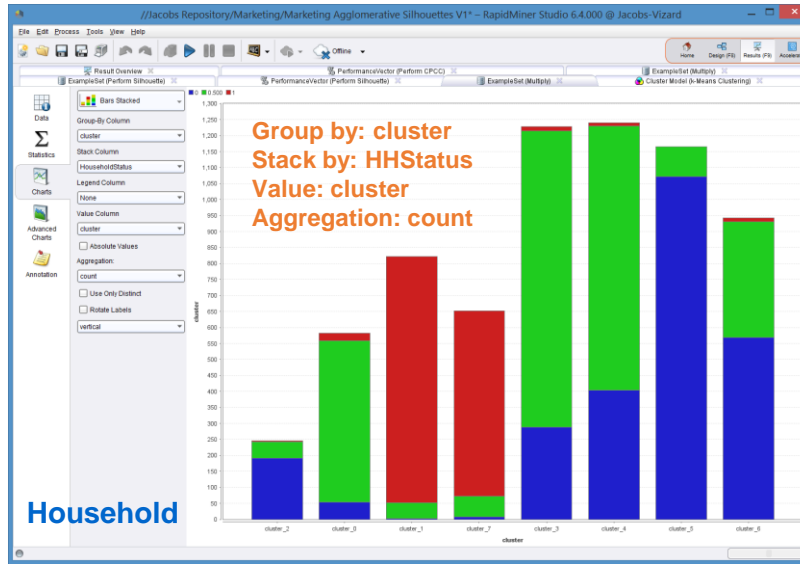 //Jacobs Repository/Marketing/Marketing Agglomerative Silhouettes V1* – RapidMiner Studio 6.4.000 @ Jacobs-Vizard
File Edit Process Tools View Help
Offline
Home Design (F8) Results (F9) Accelerat
Result Overview
PerformanceVector (Perform CPCC)
ExampleSet (Multiply)
ExampleSet (Perform Silhouette)
PerformanceVector (Perform Silhouette)
ExampleSet (Multiply)
Cluster Model (k-Means Clustering)
Data
Statistics
Charts
Advanced
Charts
Annotation
Bars Stacked
Group-By Column
cluster
Stack Column
HouseholdStatus
Legend Column
None
Value Column
cluster
Absolute Values
Aggregation:
count
Use Only Distinct
Rotate Labels
vertical
0 0.500 1
Group by: cluster
Stack by: HHStatus
Value: cluster
Aggregation: count
1,300
1,250
1,200
1,150
1,100
1,050
1,000
950
900
850
800
750
700
650
600
550
500
450
400
350
300
250
200
150
100
50
0
cluster
cluster_2 cluster_0 cluster_1 cluster_7 cluster_3 cluster_4 cluster_5 cluster_6
cluster
Household